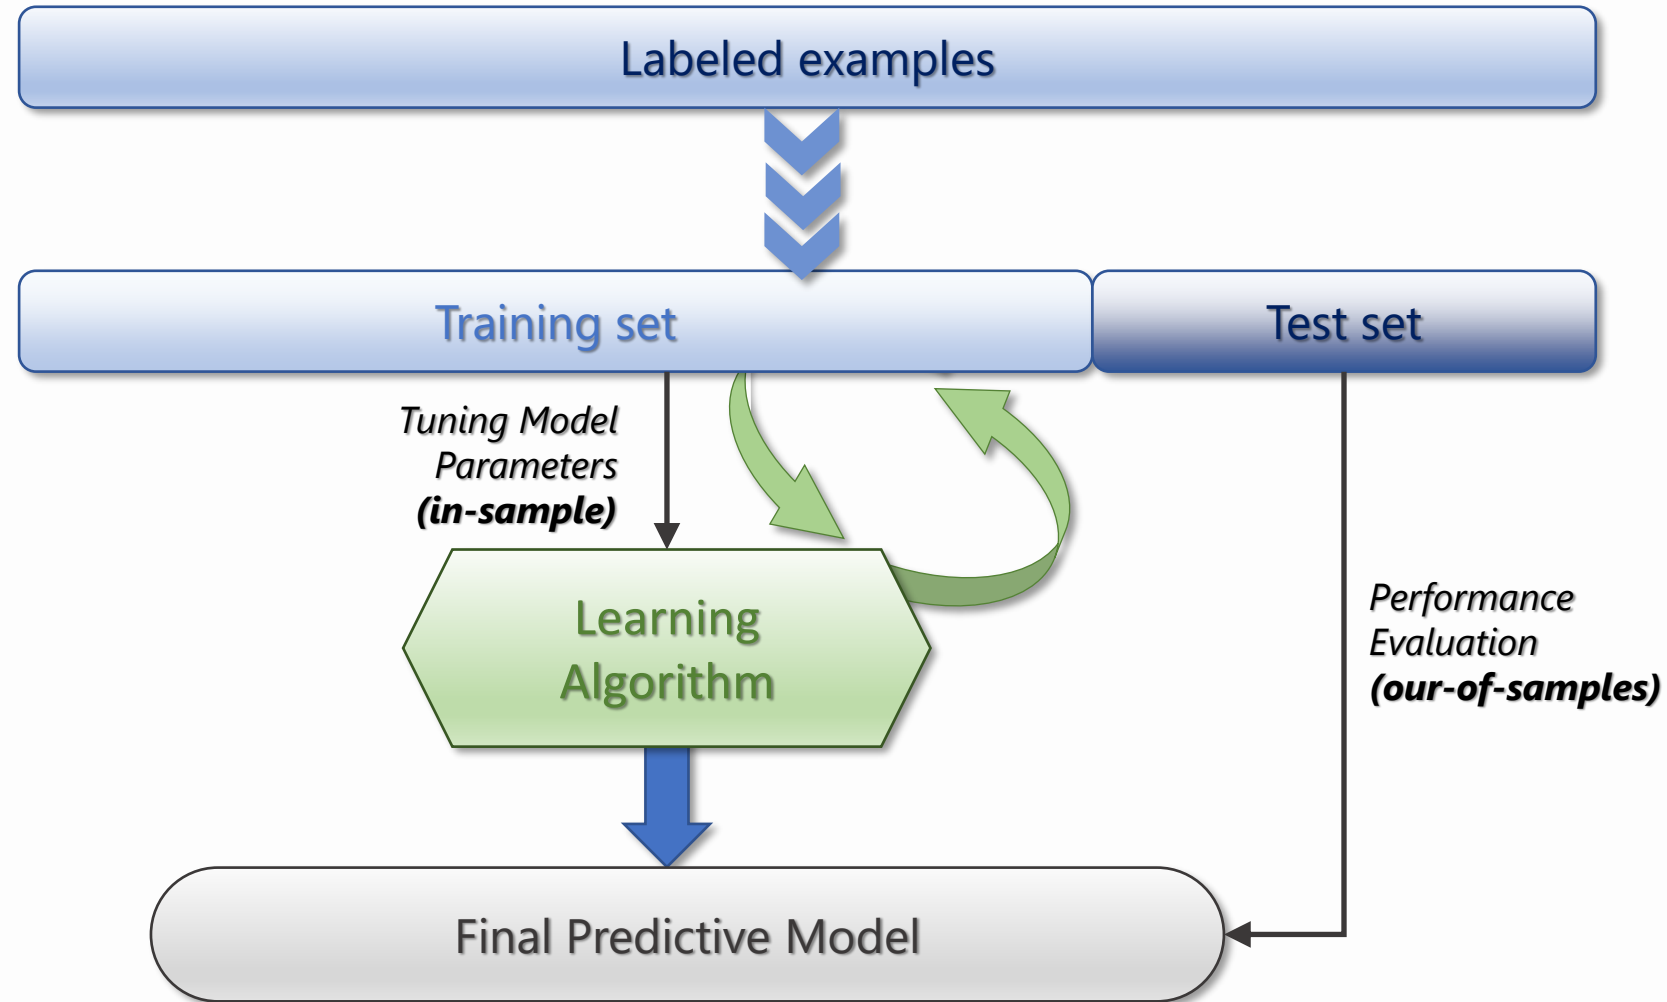 Labeled examples
Training set
Test set
Tuning Model
Parameters
(in-sample)
Learning
Algorithm
Performance
Evaluation
(our-of-samples)
Final Predictive Model